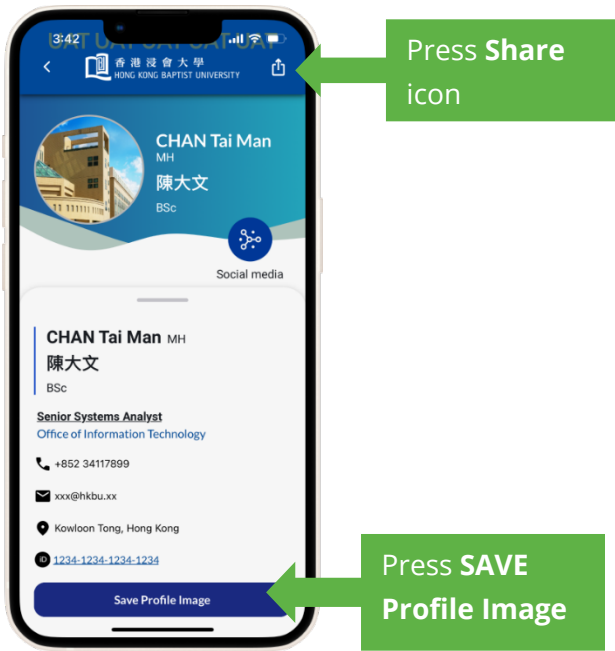 3:42
UAT UAT UAT UAT UAT
香港浸會大學
HONG KONG BAPTIST UNIVERSITY
Press Share
icon
CHAN Tai Man
MH
陳大文
BSc
Social media
CHAN Tai Man MH
陳大文
BSc
Senior Systems Analyst
Office of Information Technology
+852 34117899
xxx@hkbu.xx
Kowloon Tong, Hong Kong
iD 1234-1234-1234-1234
Save Profile Image
Press SAVE
Profile Image